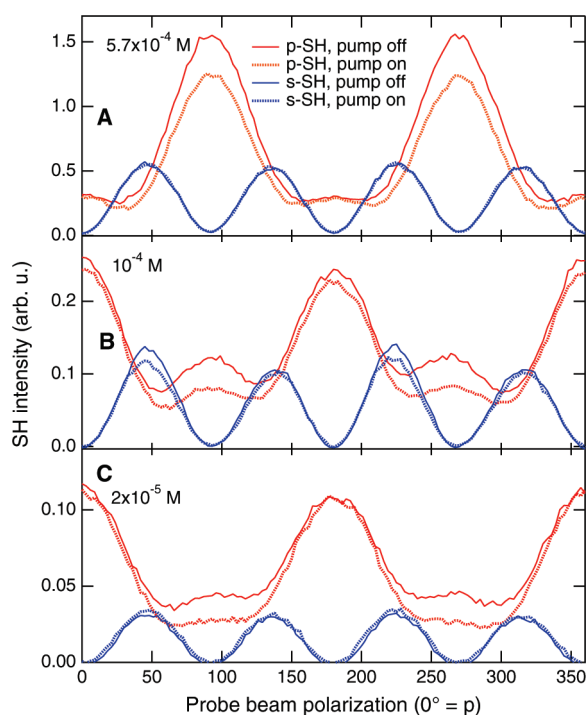 5.7x10⁻⁴ M
p-SH, pump off
p-SH, pump on
s-SH, pump off
s-SH, pump on
A
1.5
1.0
0.5
0.0
10⁻⁴ M
B
0.2
0.1
0.0
C
2x10⁻⁵ M
0.10
0.05
0.00
0 50 100 150 200 250 300 350
SH intensity (arb. u.)
Probe beam polarization (0° = p)